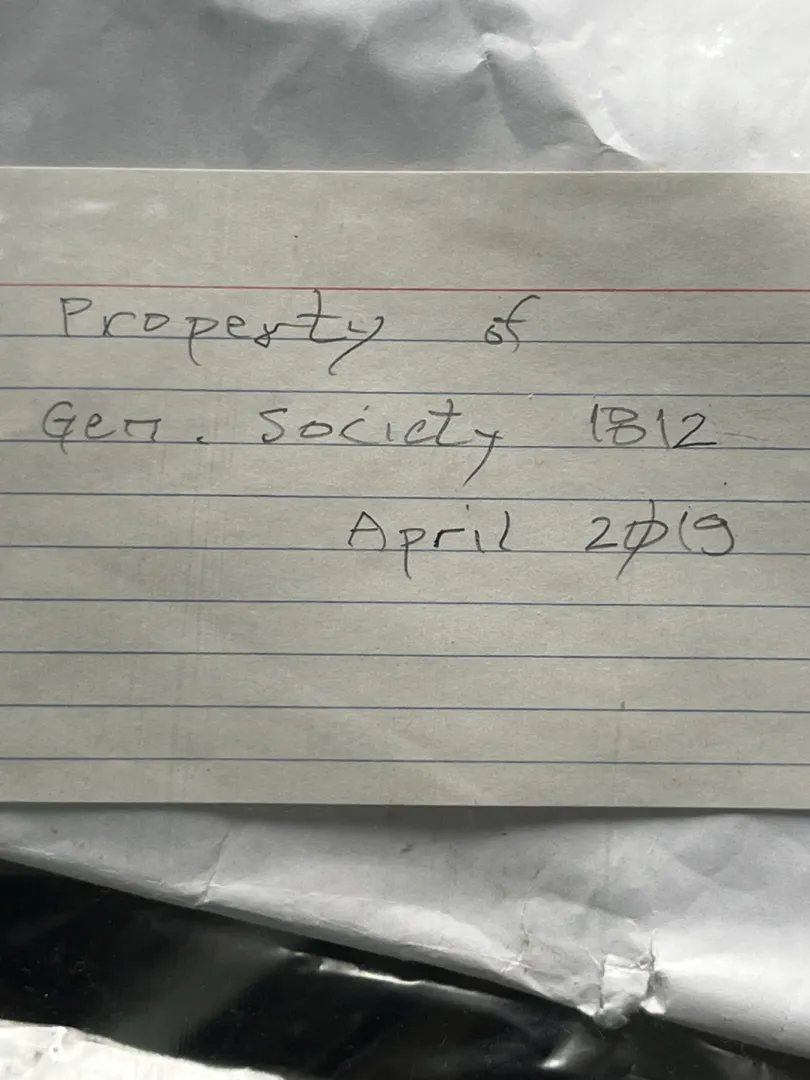 Property of
Gen. Society 1812
April 2019